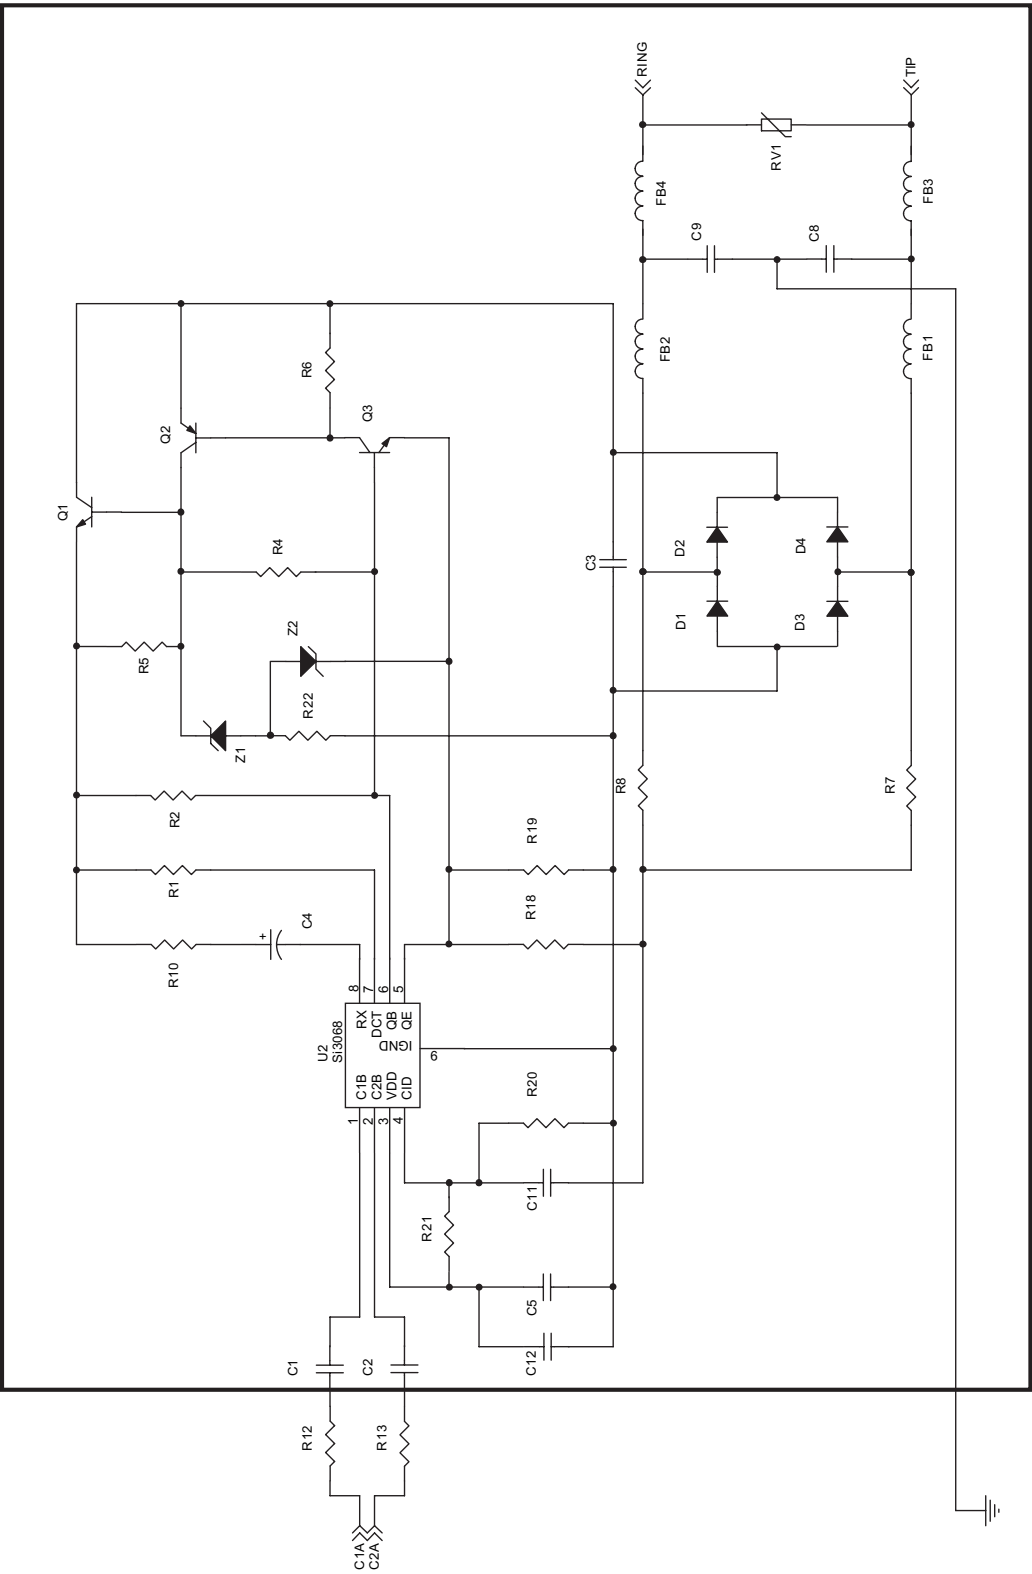 RING
TIP
RV1
FB4
FB3
C9
C8
R6
FB2
FB1
Q3
Q2
Q1
R4
C3
D2
D4
Z2
D1
D3
R5
R22
Z1
R8
R7
R2
R19
R1
R18
C4
+
R10
8
7
6
5
U2
Si3068
RX
DCT
QB
QE
IGND
6
C1B
C2B
VDD
CID
1
2
3
4
R20
C11
R21
C5
C12
C1
C2
R12
R13
C1A
C2A